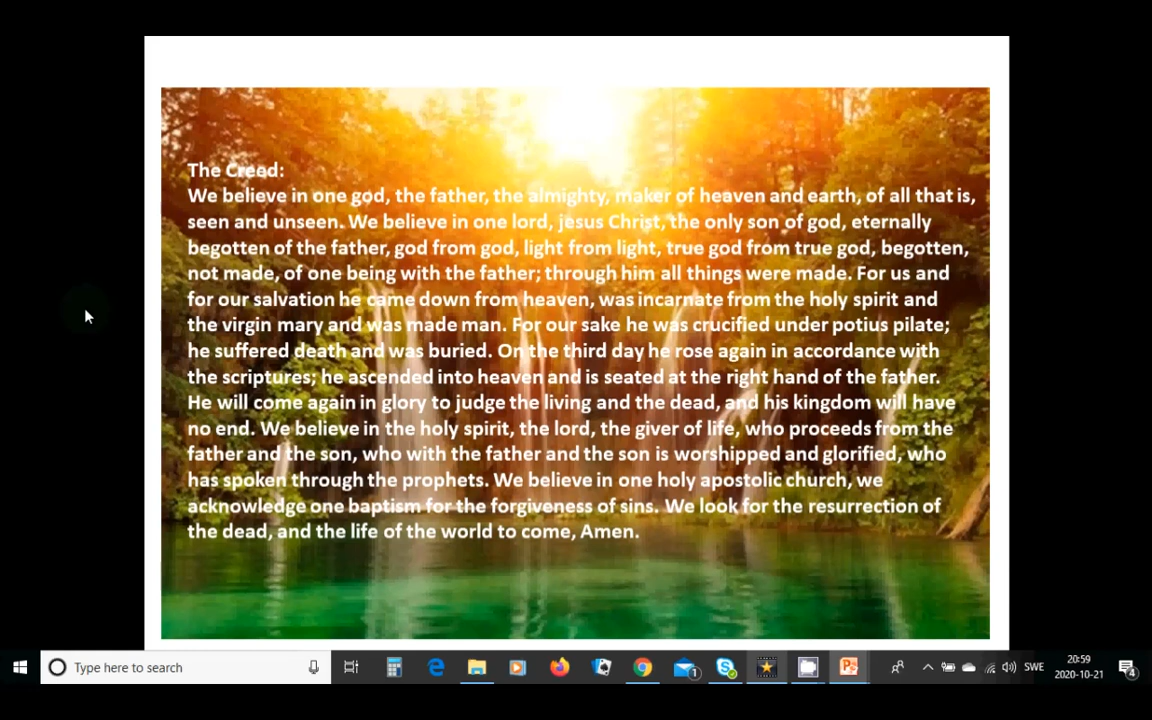 The Creed:
We believe in one god, the father, the almighty, maker of heaven and earth, of all that is,
seen and unseen. We believe in one lord, jesus Christ, the only son of god, eternally
begotten of the father, god from god, light from light, true god from true god, begotten,
not made, of one being with the father; through him all things were made. For us and
for our salvation he came down from heaven, was incarnate from the holy spirit and
the virgin mary and was made man. For our sake he was crucified under potius pilate;
he suffered death and was buried. On the third day he rose again in accordance with
the scriptures; he ascended into heaven and is seated at the right hand of the father.
He will come again in glory to judge the living and the dead, and his kingdom will have
no end. We believe in the holy spirit, the lord, the giver of life, who proceeds from the
father and the son, who with the father and the son is worshipped and glorified, who
has spoken through the prophets. We believe in one holy apostolic church, we
acknowledge one baptism for the forgiveness of sins. We look for the resurrection of
the dead, and the life of the world to come, Amen.
Type here to search
1
SWE
20:59
2020-10-21
4